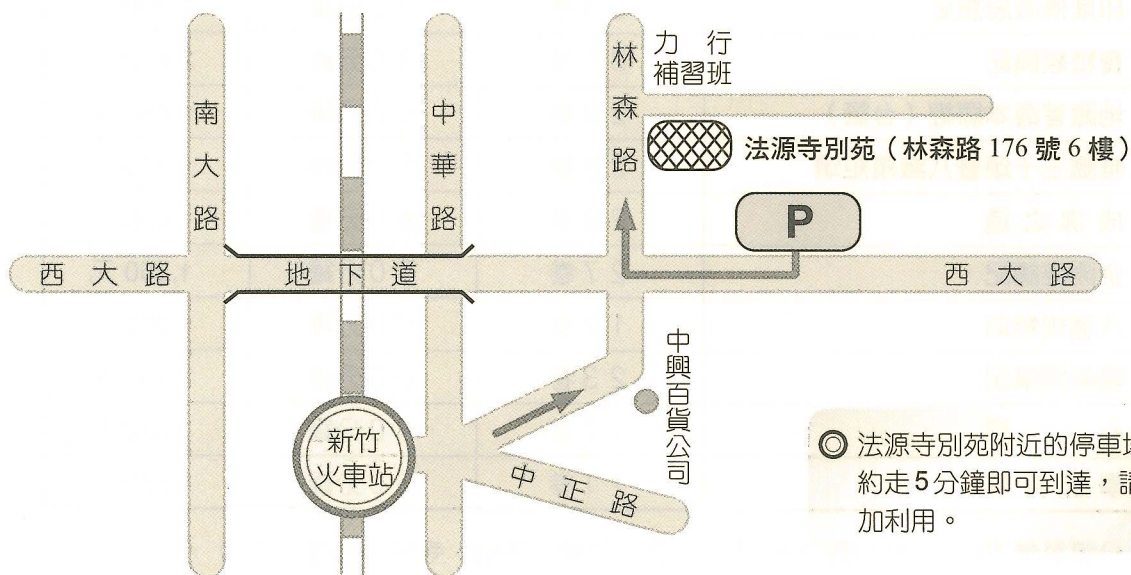 南大路
中華路
林森路
力行
補習班
法源寺別苑（林森路 176 號 6 樓）
P
西大路
地下道
西大路
中興百貨公司
新竹
火車站
中正路
◎ 法源寺別苑附近的停車場
約走5分鐘即可到達，請
加利用。